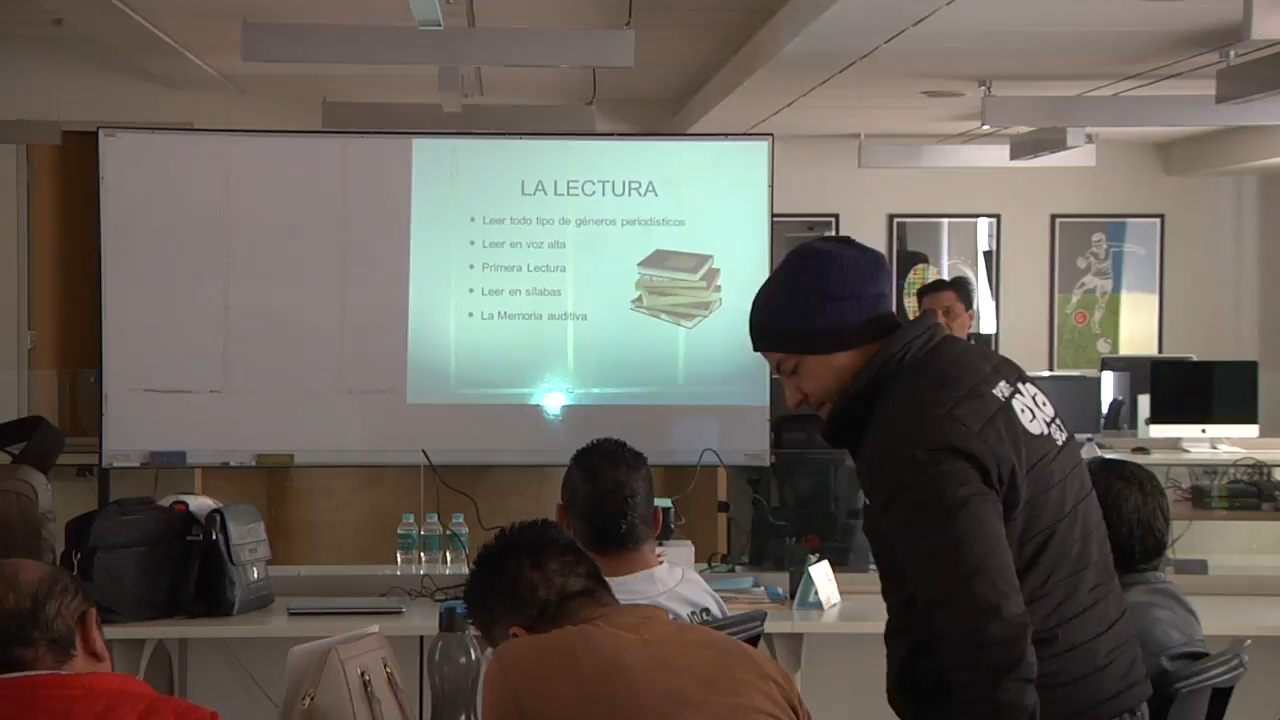 LA LECTURA
• Leer todo tipo de géneros periodísticos
• Leer en voz alta
• Primera Lectura
• Leer en sílabas
• La Memoria auditiva
exa